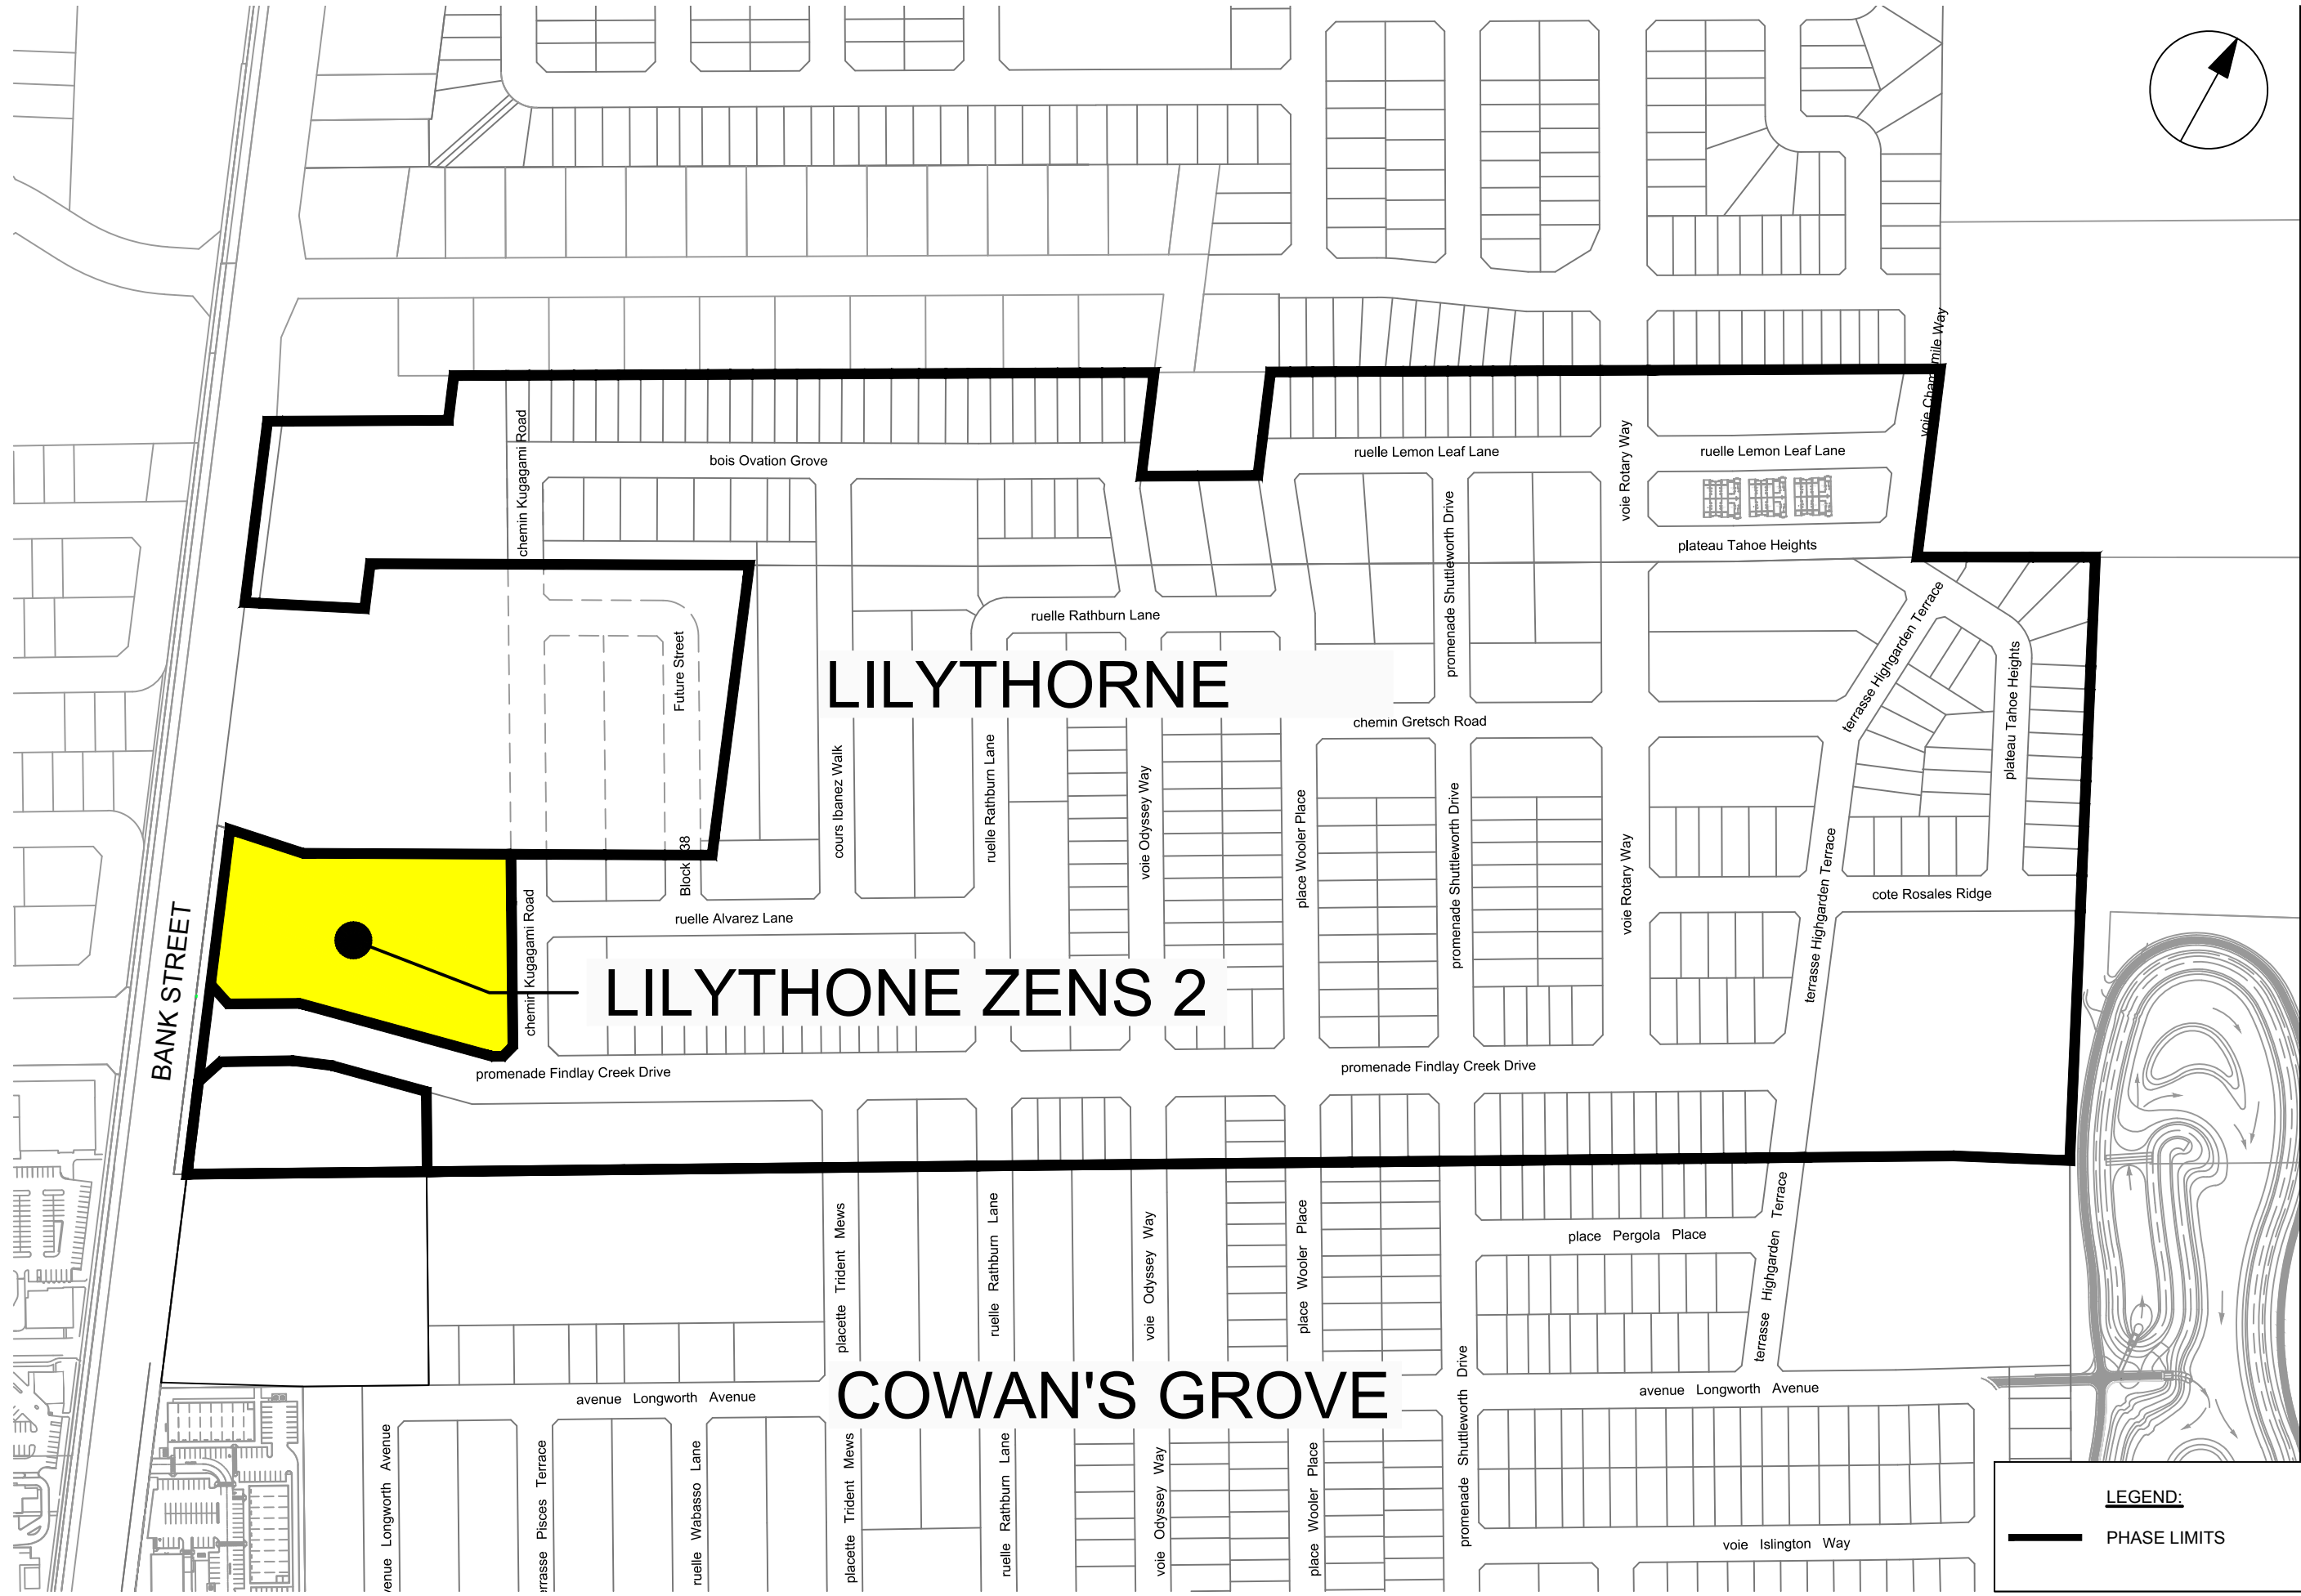 voie Chamomile Way
chemin Kugagami Road
bois Ovation Grove
ruelle Lemon Leaf Lane
voie Rotary Way
ruelle Lemon Leaf Lane
promenade Shuttleworth Drive
plateau Tahoe Heights
ruelle Rathburn Lane
terrasse Highgarden Terrace
Future Street
LILYTHORNE
plateau Tahoe Heights
chemin Gretsch Road
cours Ibanez Walk
ruelle Rathburn Lane
voie Odyssey Way
place Wooler Place
promenade Shuttleworth Drive
voie Rotary Way
terrasse Highgarden Terrace
Block 38
cote Rosales Ridge
chemin Kugagami Road
ruelle Alvarez Lane
BANK STREET
LILYTHONE ZENS 2
promenade Findlay Creek Drive
promenade Findlay Creek Drive
placette Trident Mews
ruelle Rathburn Lane
voie Odyssey Way
place Wooler Place
terrasse Highgarden Terrace
place Pergola Place
avenue Longworth Avenue
COWAN'S GROVE
avenue Longworth Avenue
venue Longworth Avenue
errasse Pisces Terrace
ruelle Wabasso Lane
placette Trident Mews
ruelle Rathburn Lane
voie Odyssey Way
place Wooler Place
promenade Shuttleworth Drive
voie Islington Way
LEGEND:
PHASE LIMITS